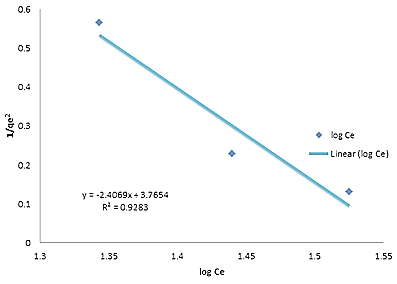 1/qe²
0.6
0.5
0.4
0.3
0.2
0.1
0
log Ce
Linear (log Ce)
y = -2.4069x + 3.7654
R² = 0.9283
1.3
1.35
1.4
1.45
1.5
1.55
log Ce